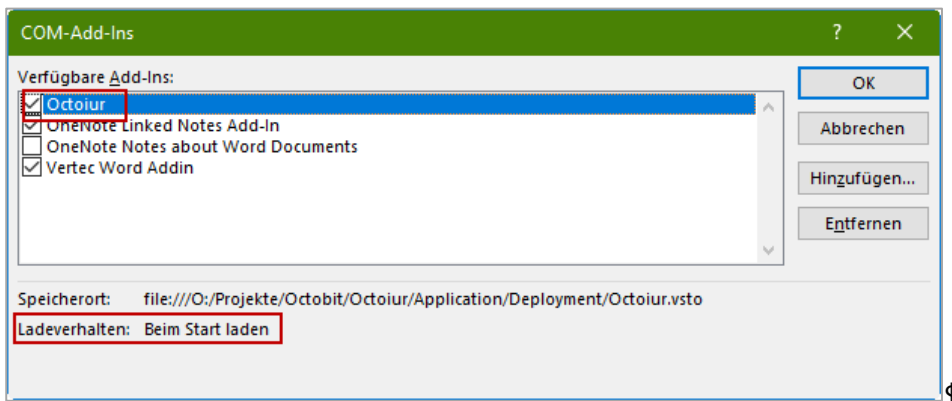 COM-Add-Ins ?
Verfügbare Add-Ins:
Octoiur
OneNote Linked Notes Add-In
OneNote Notes about Word Documents
Vertec Word Addin
OK
Abbrechen
Hinzufügen...
Entfernen
Speicherort: file:///O:/Projekte/Octobit/Octoiur/Application/Deployment/Octoiur.vsto
Ladeverhalten: Beim Start laden